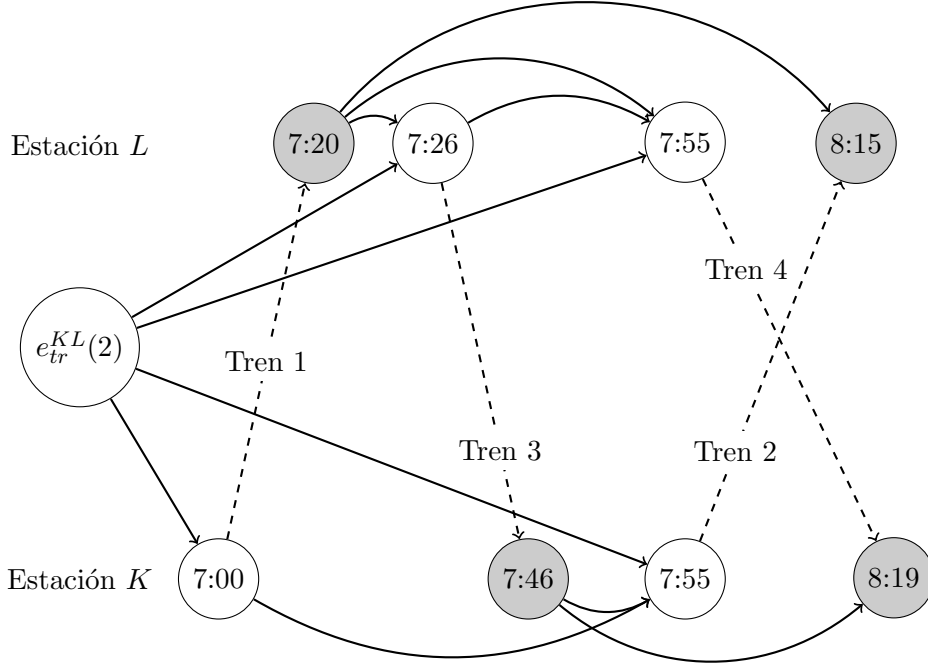 Estación L
7:20
7:26
7:55
8:15
Tren 4
e_{tr}^{KL}(2)
Tren 1
Tren 3
Tren 2
Estación K
7:00
7:46
7:55
8:19